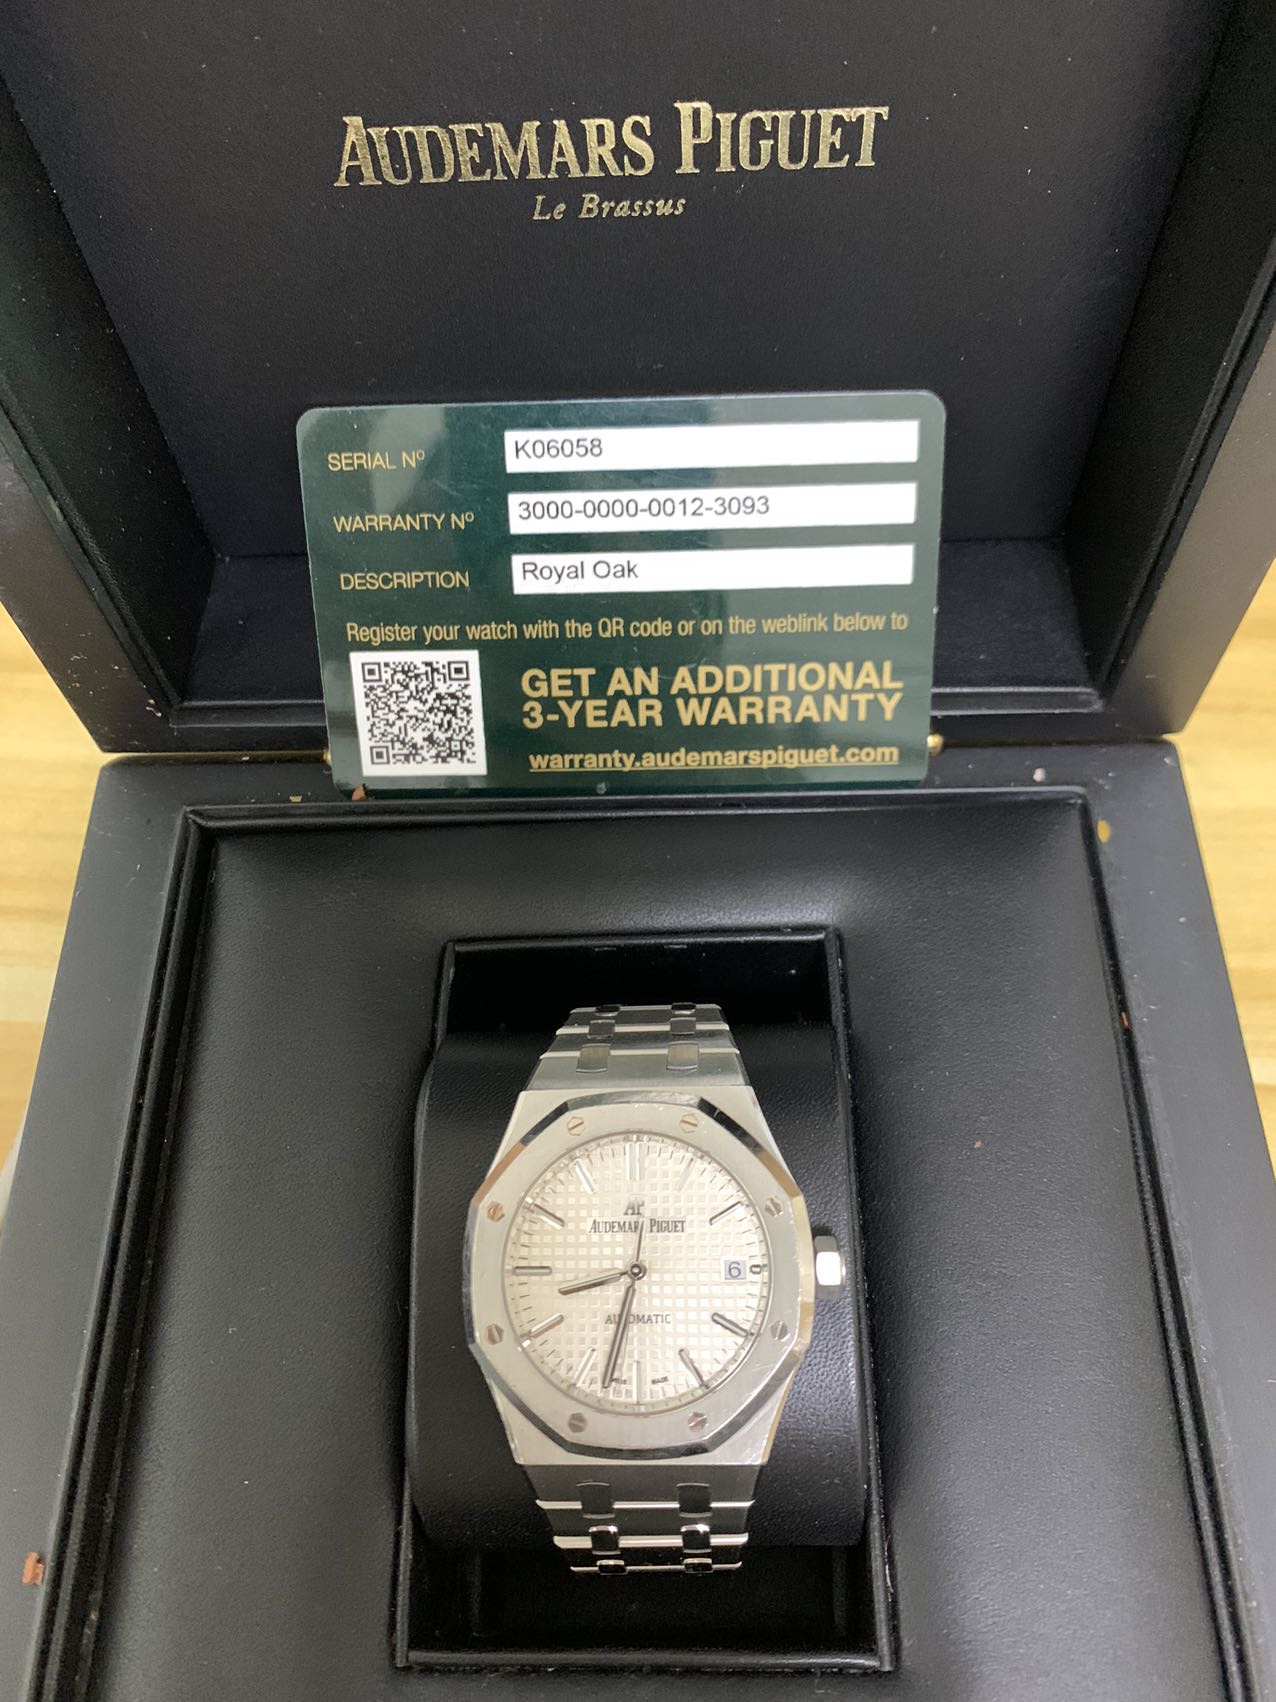 AUDEMARS PIGUET
Le Brassus
SERIAL Nº K06058
WARRANTY Nº 3000-0000-0012-3093
DESCRIPTION Royal Oak
Register your watch with the QR code or on the weblink below to
GET AN ADDITIONAL
3-YEAR WARRANTY
warranty.audemarspiguet.com
AP
AUDEMARS PIGUET
6
AUTOMATIC
MADE